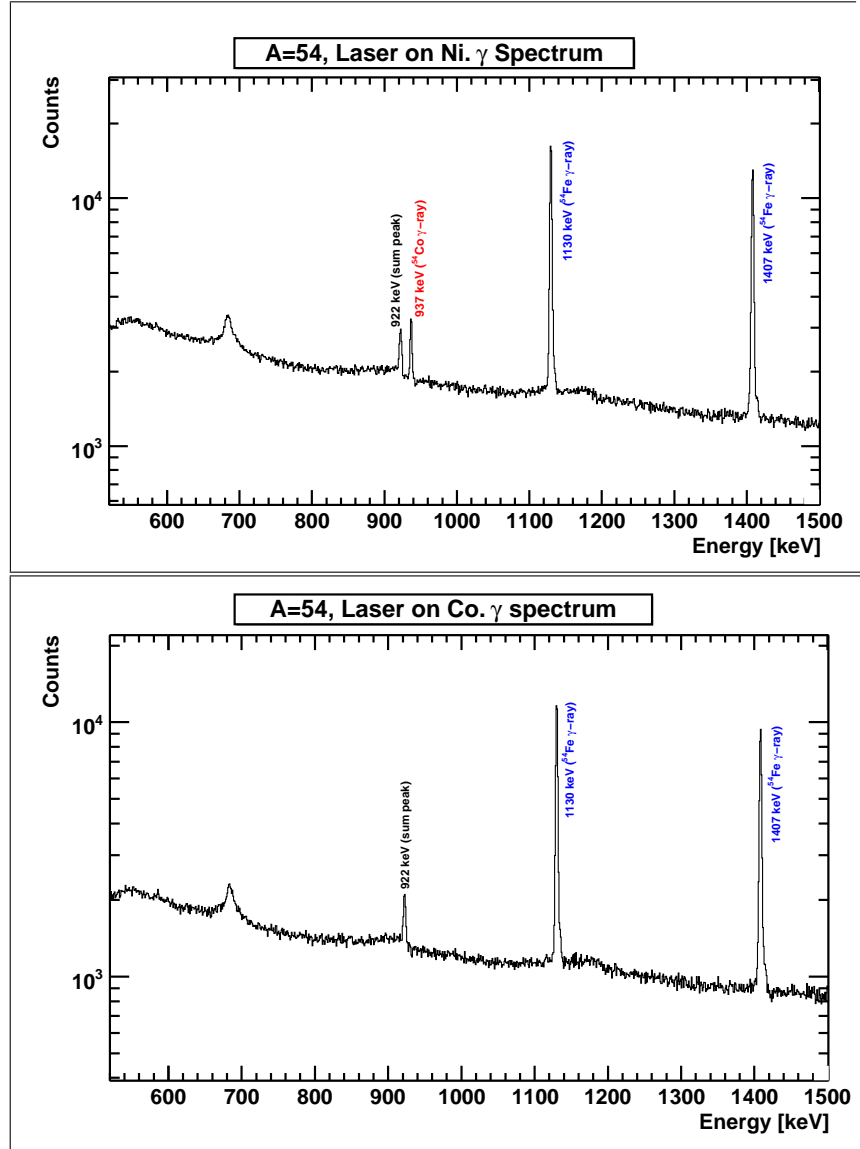 A=54, Laser on Ni. γ Spectrum
Counts
10⁴
10³
922 keV (sum peak)
937 keV (⁵⁴Co γ-ray)
1130 keV (⁵⁴Fe γ-ray)
1407 keV (⁵⁴Fe γ-ray)
600 700 800 900 1000 1100 1200 1300 1400 1500
Energy [keV]
A=54, Laser on Co. γ spectrum
Counts
10⁴
10³
922 keV (sum peak)
1130 keV (⁵⁴Fe γ-ray)
1407 keV (⁵⁴Fe γ-ray)
600 700 800 900 1000 1100 1200 1300 1400 1500
Energy [keV]